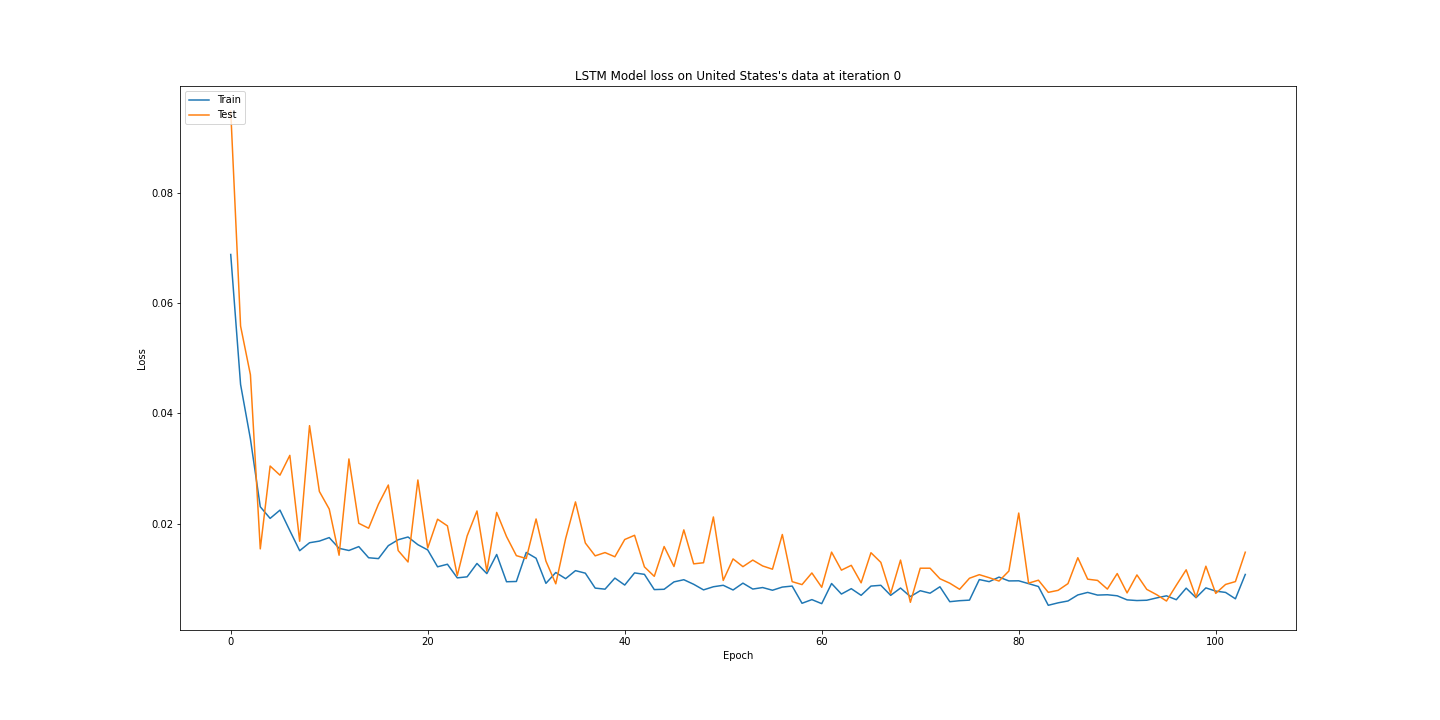 LSTM Model loss on United States's data at iteration 0
Train
Test
0.08
0.06
0.04
0.02
Loss
0 20 40 60 80 100
Epoch